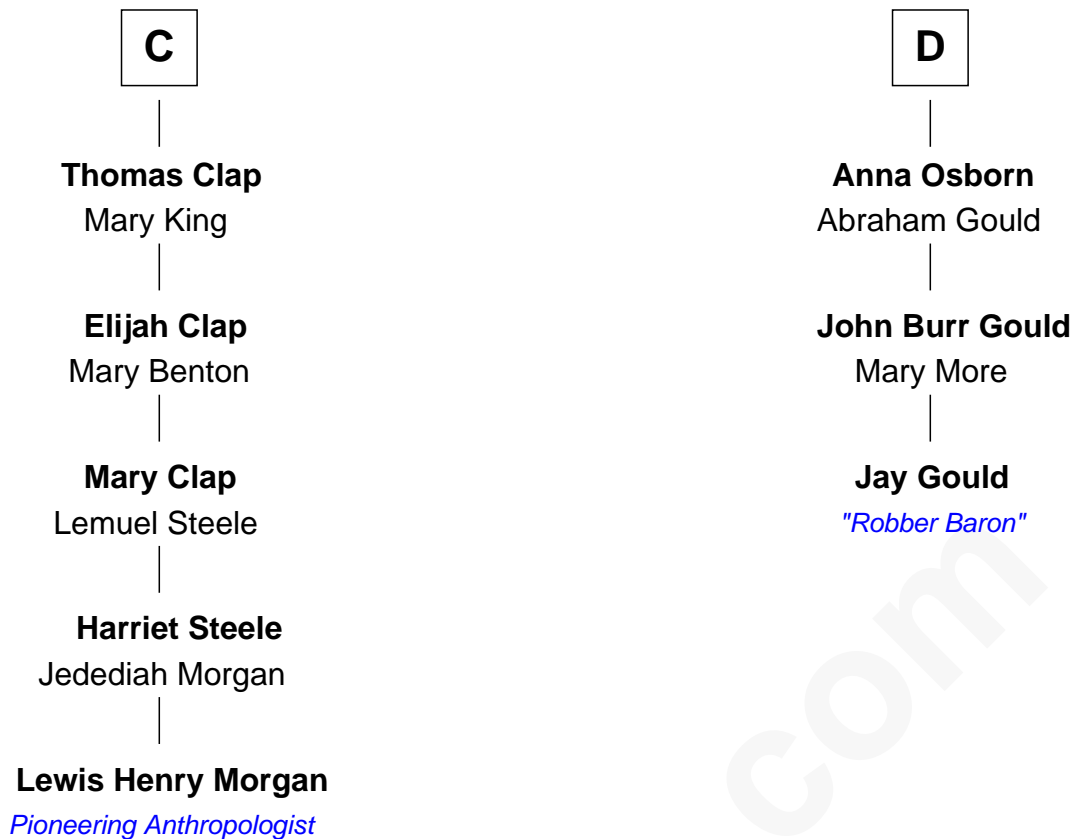 C
Thomas Clap
Mary King
Elijah Clap
Mary Benton
Mary Clap
Lemuel Steele
Harriet Steele
Jedediah Morgan
Lewis Henry Morgan
Pioneering Anthropologist
D
Anna Osborn
Abraham Gould
John Burr Gould
Mary More
Jay Gould
"Robber Baron"
com